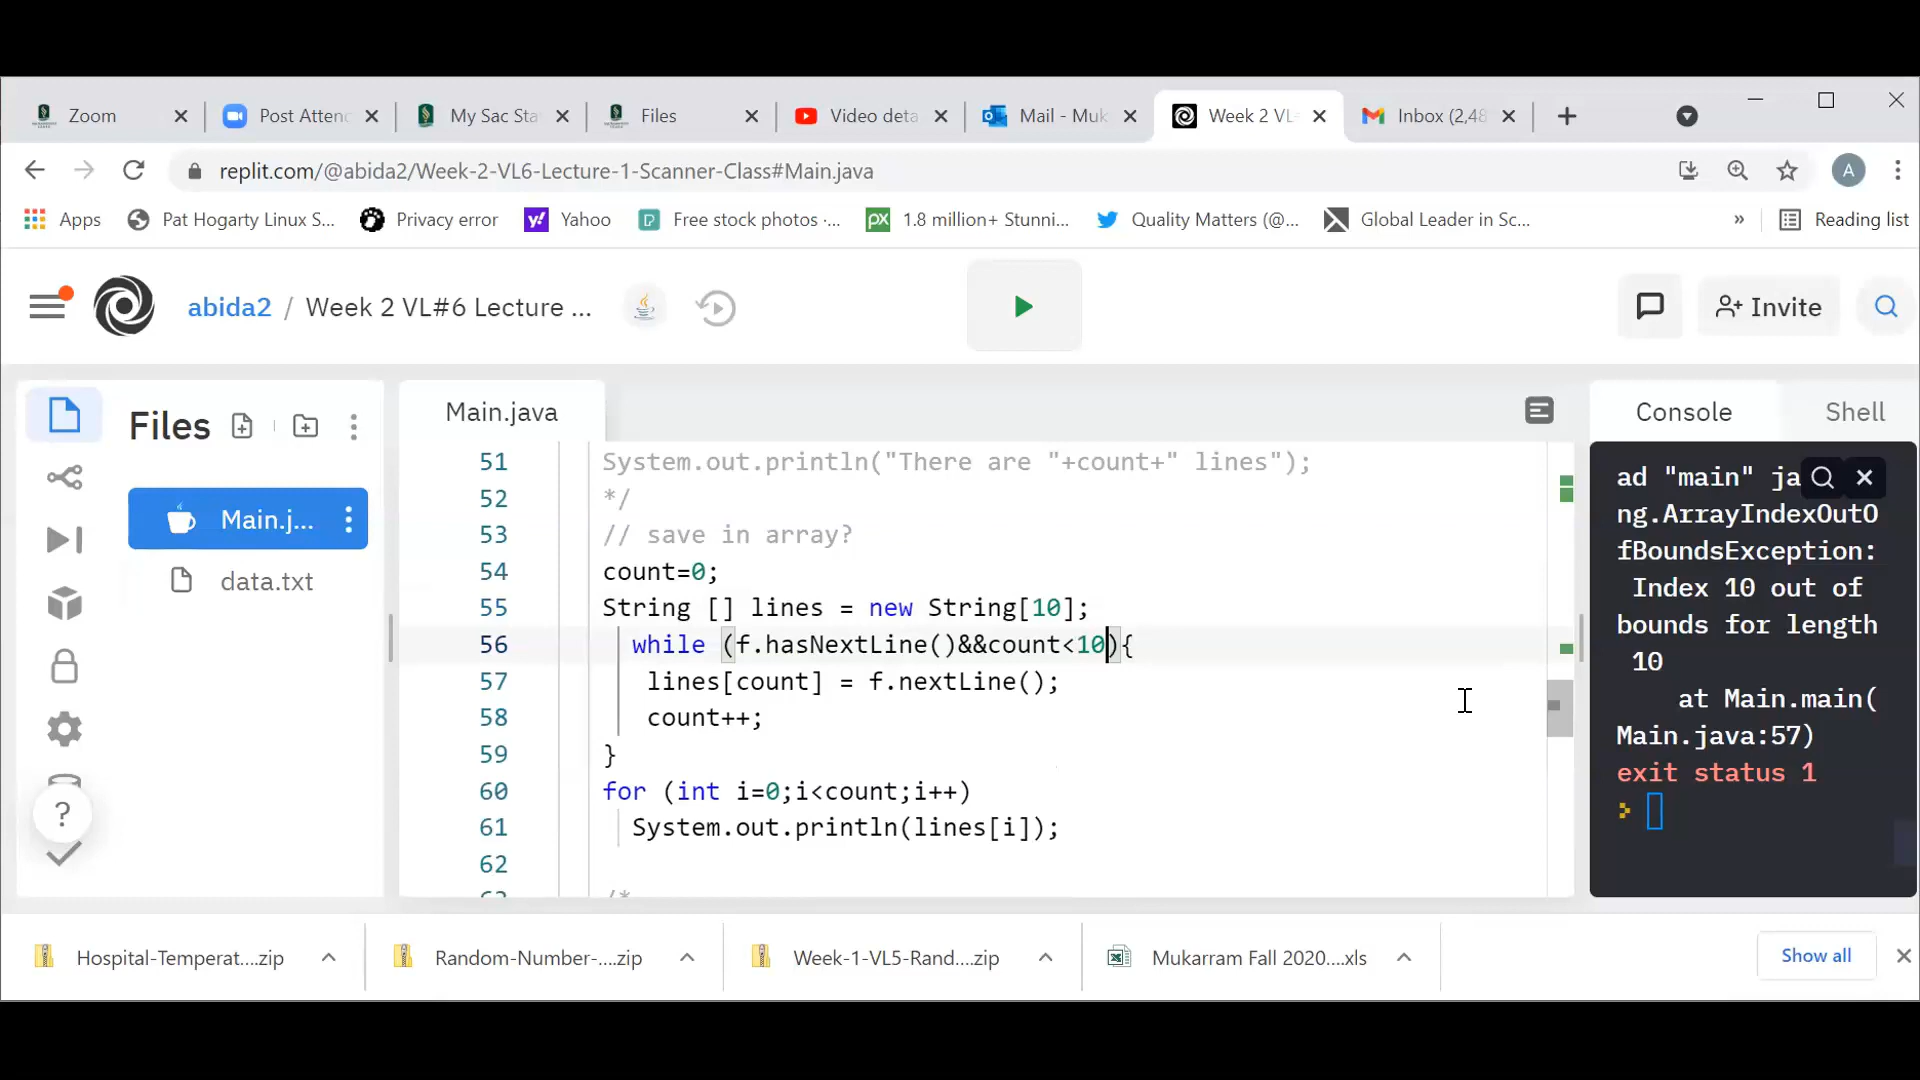 Zoom
Post Attenc
My Sac Sta
Files
Video deta
Mail - Muk
Week 2 VL
Inbox (2,48
replit.com/@abida2/Week-2-VL6-Lecture-1-Scanner-Class#Main.java
A
Apps
Pat Hogarty Linux S...
Privacy error
Yahoo
Free stock photos ·...
px
1.8 million+ Stunni...
Quality Matters (@...
Global Leader in Sc...
»
Reading list
abida2 / Week 2 VL#6 Lecture ...
Invite
Files
Main.j...
data.txt
Main.java
51 System.out.println("There are "+count+" lines");
52 */
53 // save in array?
54 count=0;
55 String [] lines = new String[10];
56 while (f.hasNextLine()&&count<10){
57 lines[count] = f.nextLine();
58 count++;
59 }
60 for (int i=0;i<count;i++)
61 System.out.println(lines[i]);
62
63 /*
Console
Shell
ad "main" ja
ng.ArrayIndexOutO
fBoundsException:
Index 10 out of
bounds for length
10
at Main.main(
Main.java:57)
exit status 1
?
Hospital-Temperat....zip
Random-Number-....zip
Week-1-VL5-Rand....zip
Mukarram Fall 2020....xls
Show all